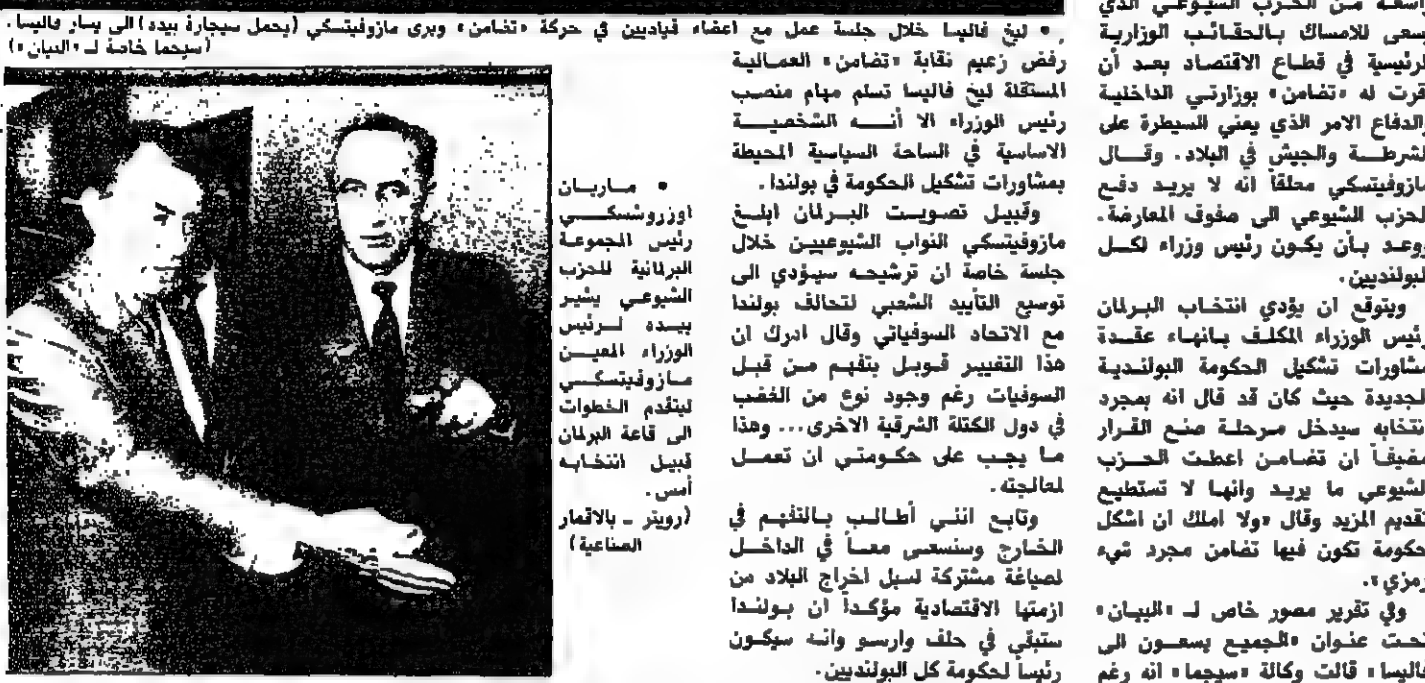 • ليخ فاليسا خلال جلسة عمل مع اعضاء قياديين في حركة «تضامن» ويرى مازوفيتسكي (يحمل سيجارة بيده) الى يسار فاليسا.
(سيجما خاصة لـ «البيان»)
واسعة من الحزب الشيوعي الذي
يسعى للامساك بالحقائب الوزارية
الرئيسية في قطاع الاقتصاد بعد أن
اقرت له «تضامن» بوزارتي الداخلية
والدفاع الامر الذي يعني السيطرة على
الشرطة والجيش في البلاد. وقال
مازوفيتسكي معلقاً انه لا يريد دفع
الحزب الشيوعي الى صفوف المعارضة.
ووعد بأن يكون رئيس وزراء لكل
البولنديين.
ويتوقع ان يؤدي انتخاب البرلمان
رئيس الوزراء المكلف بانهاء عقدة
مشاورات تشكيل الحكومة البولندية
الجديدة حيث كان قد قال انه بمجرد
انتخابه سيدخل مرحلة صنع القرار
مضيفاً ان تضامن اعطت الحزب
الشيوعي ما يريد وانها لا تستطيع
تقديم المزيد وقال «ولا املك ان اشكل
حكومة تكون فيها تضامن مجرد شيء
رمزي».
وفي تقرير مصور خاص لـ «البيان»
تحت عنوان «الجميع يسعون الى
فاليسا» قالت وكالة «سيجما» انه رغم
رفض زعيم نقابة «تضامن» العمالية
المستقلة ليخ فاليسا تسلم مهام منصب
رئيس الوزراء الا أنه الشخصية
الاساسية في الساحة السياسية المحيطة
بمشاورات تشكيل الحكومة في بولندا.
وقبيل تصويت البرلمان ابلغ
مازوفيتسكي النواب الشيوعيين خلال
جلسة خاصة ان ترشيحه سيؤدي الى
توسيع التأييد الشعبي لتحالف بولندا
مع الاتحاد السوفياتي وقال ادرك ان
هذا التغيير قوبل بتفهم من قبل
السوفيات رغم وجود نوع من الغضب
في دول الكتلة الشرقية الاخرى... وهذا
ما يجب على حكومتي ان تعمل
لمعالجته.
وتابع انني أطالب بالتفهم في
الخارج وسنسعى معاً في الداخل
لصياغة مشتركة لسبل اخراج البلاد من
ازمتها الاقتصادية مؤكداً ان بولندا
ستبقى في حلف وارسو وانه سيكون
رئيساً لحكومة كل البولنديين.
• ماريان
اوزروشسكي
رئيس المجموعة
البرلمانية للحزب
الشيوعي يشير
بيده لرئيس
الوزراء المعين
مازوفيتسكي
ليتقدم الخطوات
الى قاعة البرلمان
قبيل انتخابه
أمس.
(رويتر ـ بالاقمار
الصناعية)